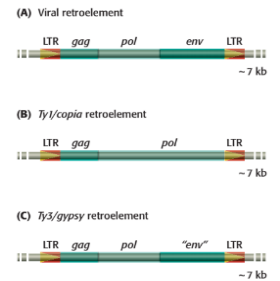 (A) Viral retroelement
LTR gag pol env LTR
~7 kb
(B) Ty1/copia retroelement
LTR gag pol LTR
~7 kb
(C) Ty3/gypsy retroelement
LTR gag pol "env" LTR
~7 kb